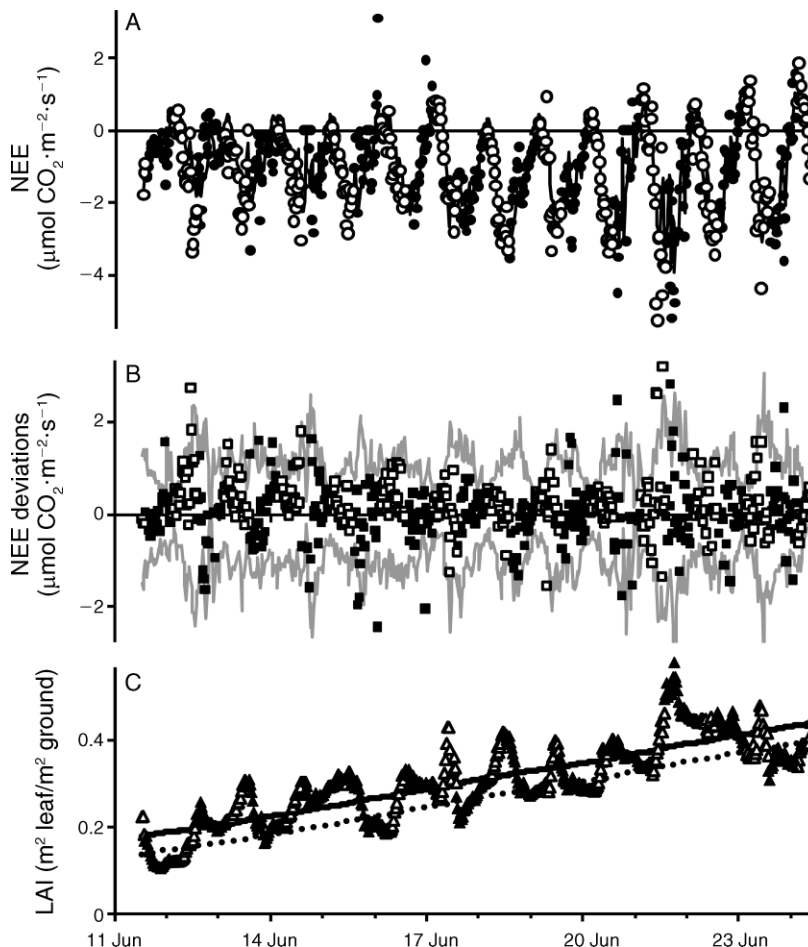 A
2
0
−2
−4
NEE
(μmol CO₂·m⁻²·s⁻¹)
B
2
0
−2
NEE deviations
(μmol CO₂·m⁻²·s⁻¹)
C
0.4
0.2
0
LAI (m² leaf/m² ground)
11 Jun 14 Jun 17 Jun 20 Jun 23 Jun